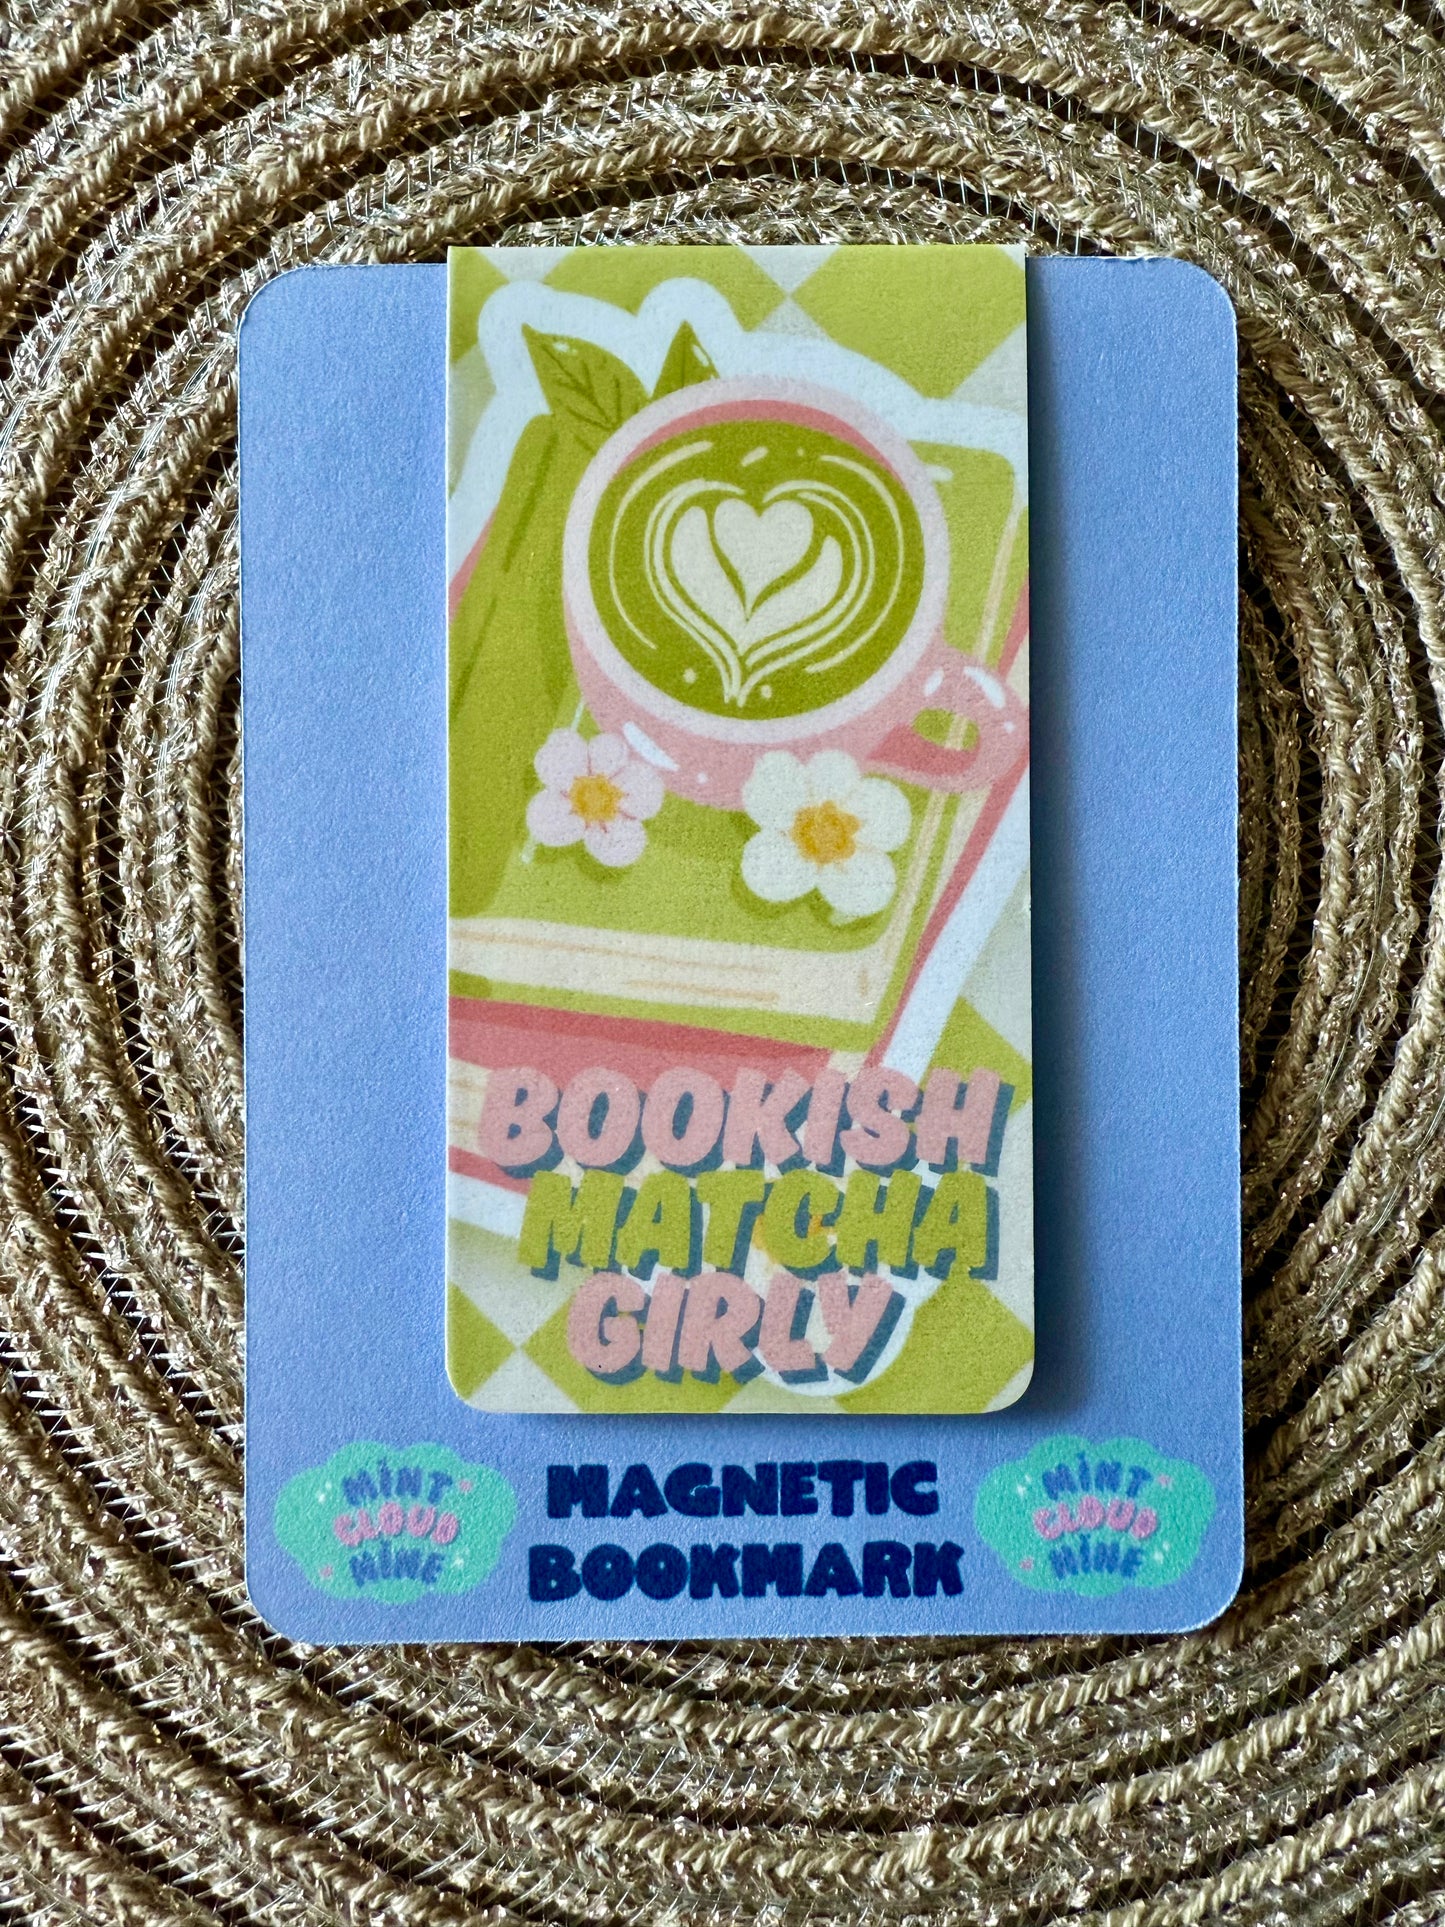 BOOKISH
MATCHA
GIRLY
MINT
CLOUD
NINE
MAGNETIC
BOOKMARK
MINT
CLOUD
NINE